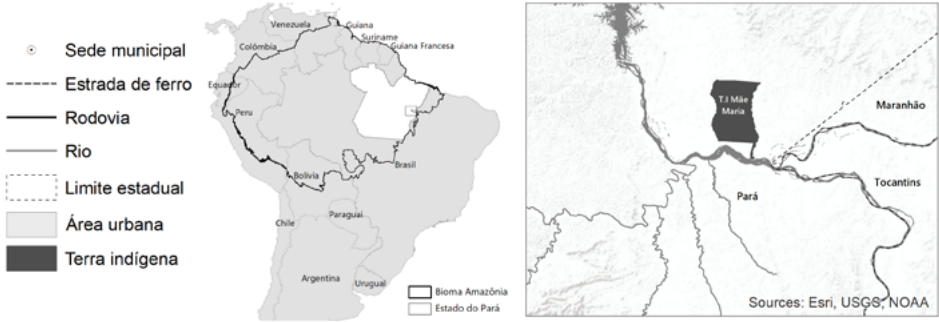 Sede municipal
Estrada de ferro
Rodovia
Rio
Limite estadual
Área urbana
Terra indígena
Venezuela
Guiana
Suriname
Guiana Francesa
Colômbia
Equador
Peru
Brasil
Bolívia
Paraguai
Chile
Argentina
Uruguai
Bioma Amazônia
Estado do Pará
T.I Mãe
Maria
Maranhão
Tocantins
Pará
Sources: Esri, USGS, NOAA